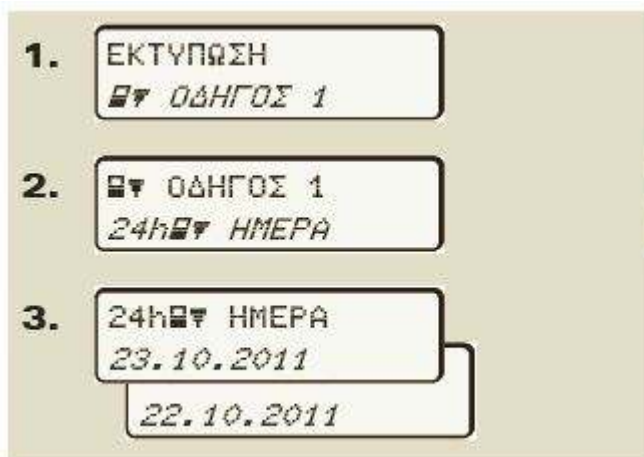 1. ΕΚΤΥΠΩΣΗ
ΟΔΗΓΟΣ 1
2. ΟΔΗΓΟΣ 1
24h ΗΜΕΡΑ
3. 24h ΗΜΕΡΑ
23.10.2011
22.10.2011